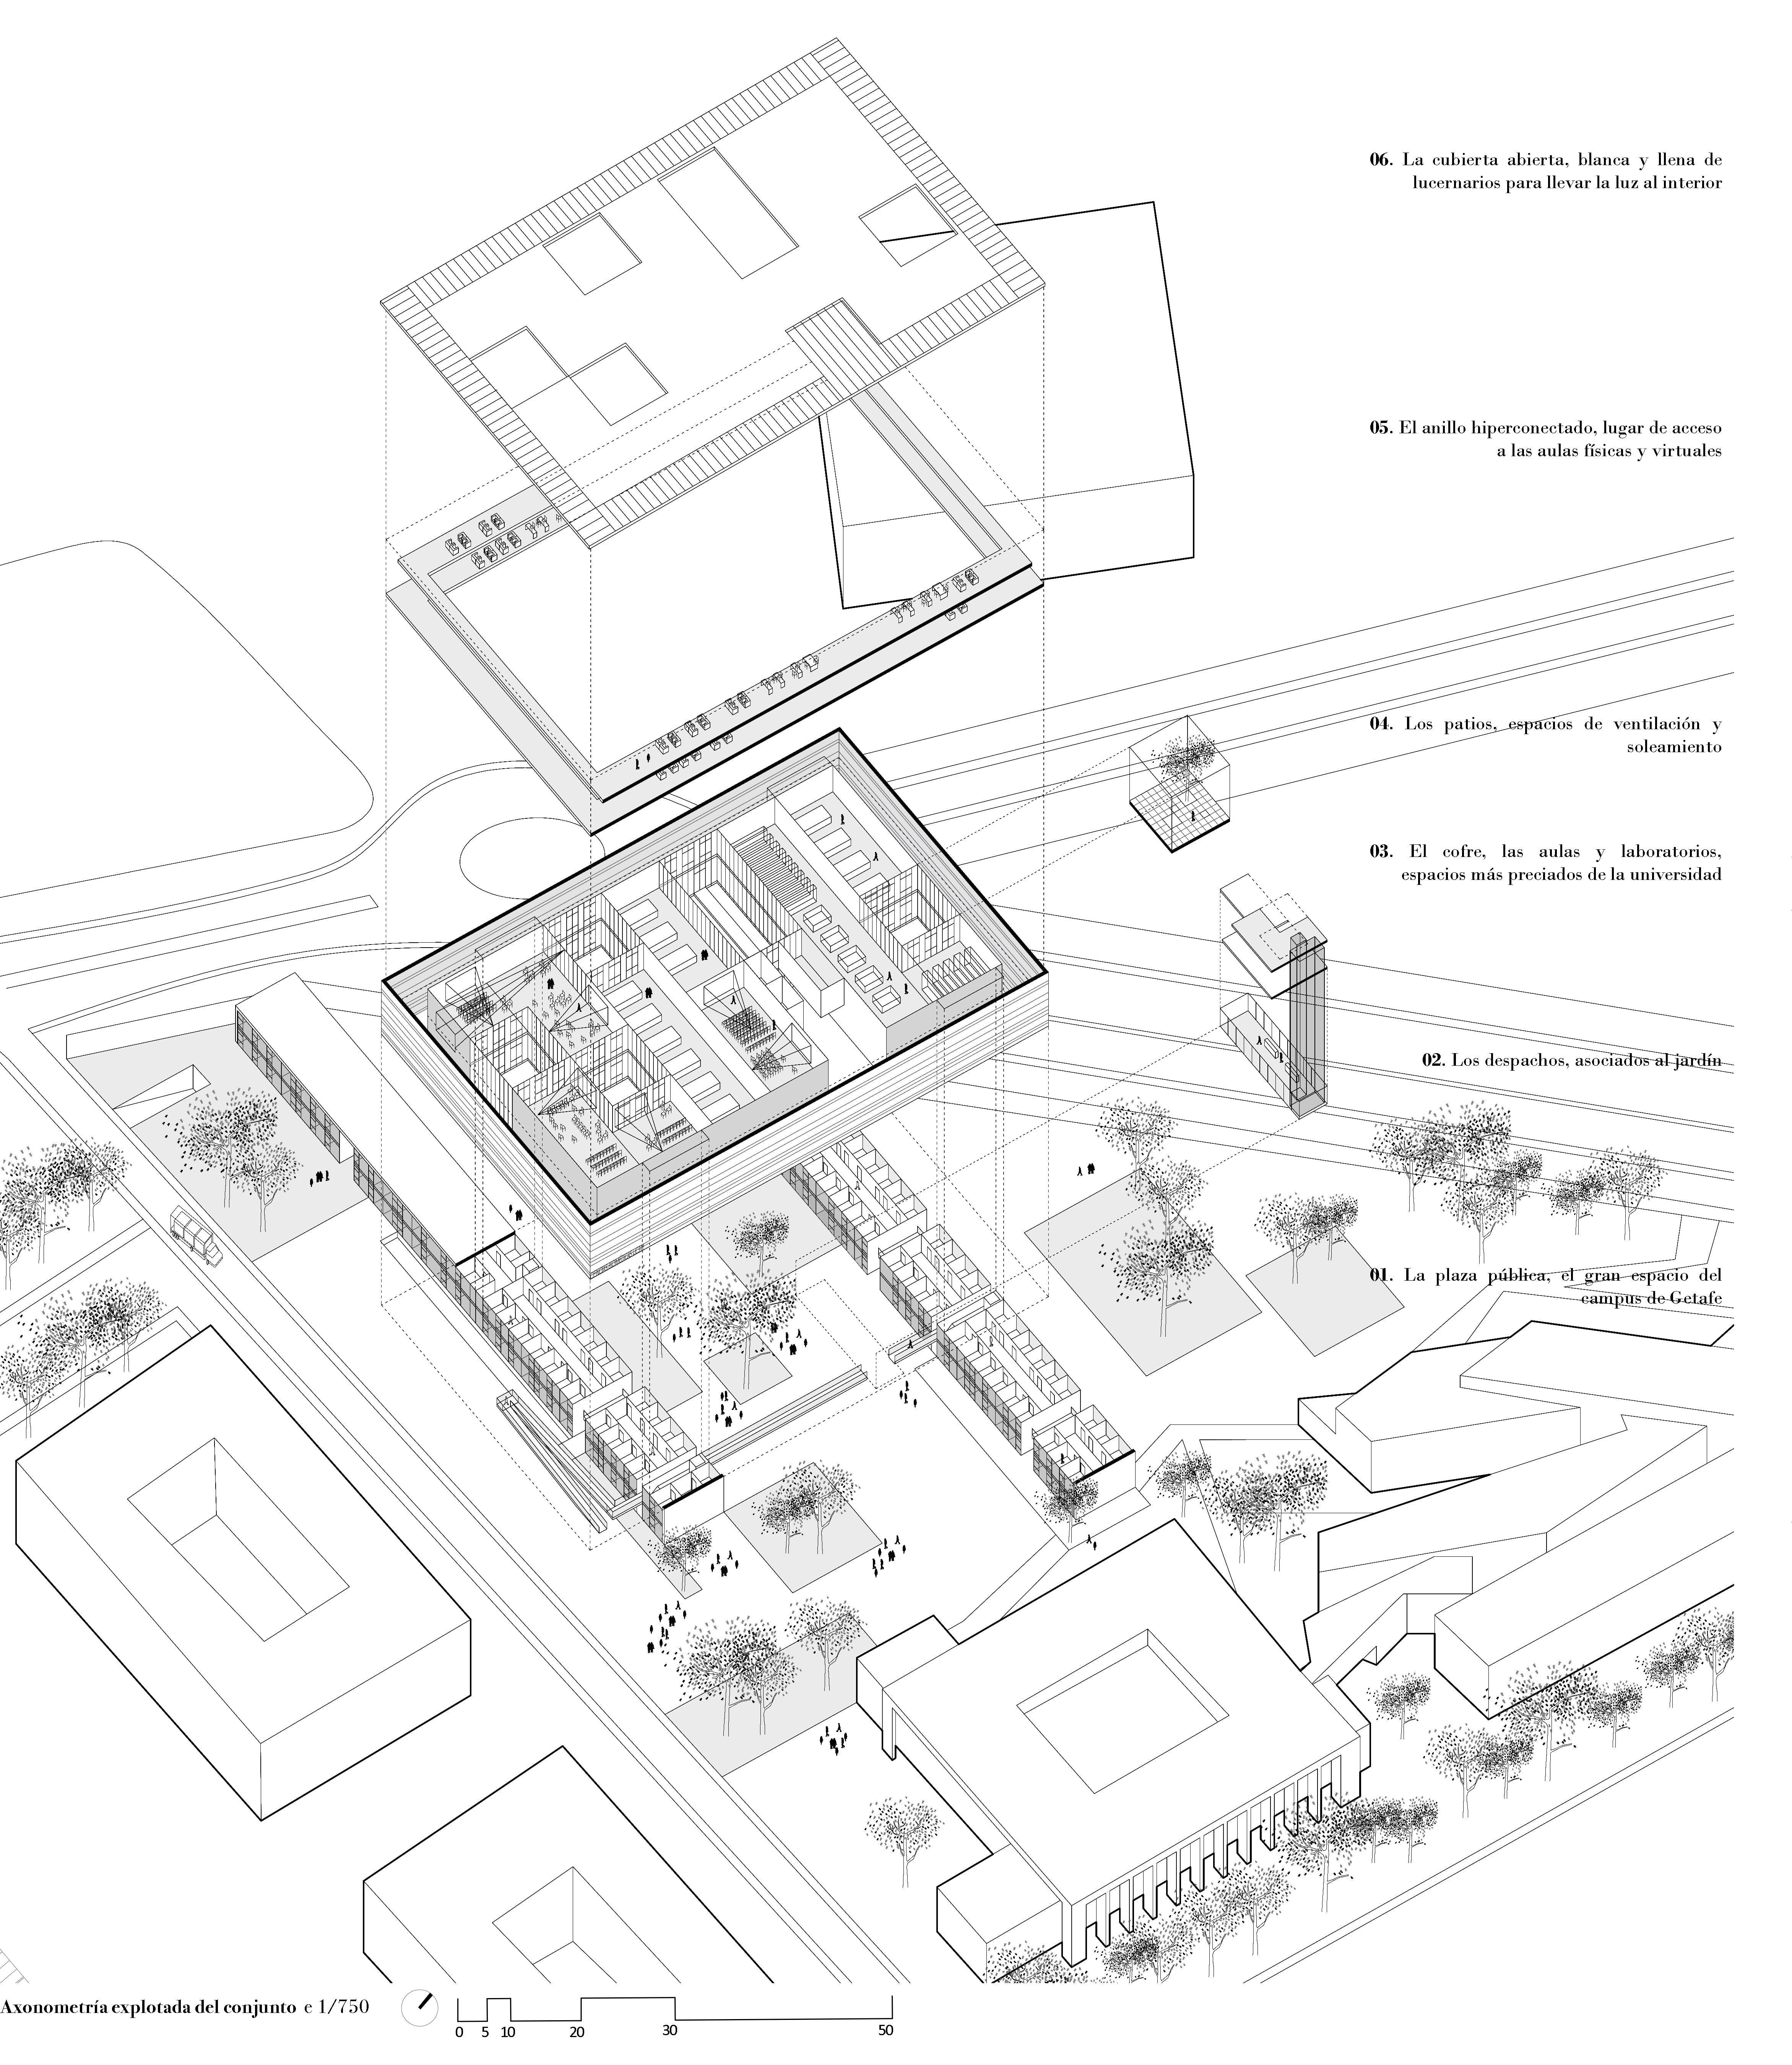 06. La cubierta abierta, blanca y llena de
lucernarios para llevar la luz al interior
05. El anillo hiperconectado, lugar de acceso
a las aulas físicas y virtuales
04. Los patios, espacios de ventilación y
soleamiento
03. El cofre, las aulas y laboratorios,
espacios más preciados de la universidad
02. Los despachos, asociados al jardín
01. La plaza pública, el gran espacio del
campus de Getafe
Axonometría explotada del conjunto e 1/750
0 5 10 20 30 50